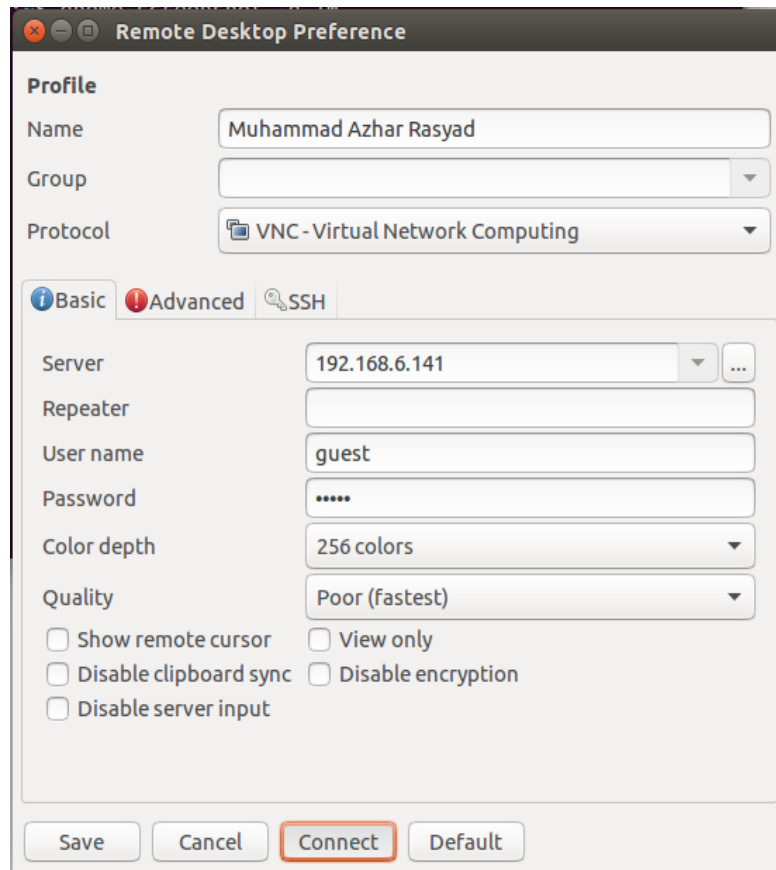 Remote Desktop Preference
Profile
Name Muhammad Azhar Rasyad
Group
Protocol VNC - Virtual Network Computing
Basic Advanced SSH
Server 192.168.6.141 ...
Repeater
User name guest
Password •••••
Color depth 256 colors
Quality Poor (fastest)
Show remote cursor View only
Disable clipboard sync Disable encryption
Disable server input
Save Cancel Connect Default